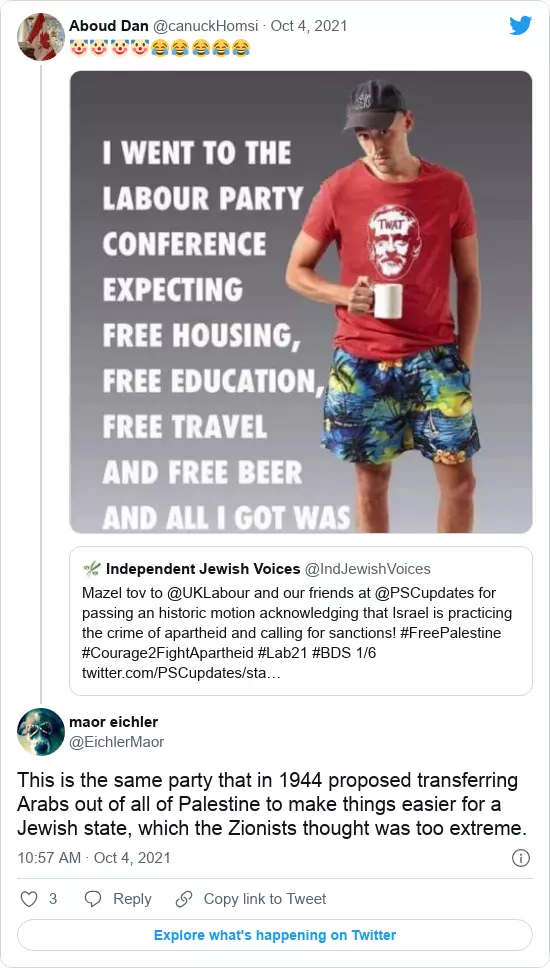 Aboud Dan @canuckHomsi · Oct 4, 2021
🤡🤡🤡🤡😂😂😂😂😂
I WENT TO THE
LABOUR PARTY
CONFERENCE
EXPECTING
FREE HOUSING,
FREE EDUCATION,
FREE TRAVEL
AND FREE BEER
AND ALL I GOT WAS
TWAT
Independent Jewish Voices @IndJewishVoices
Mazel tov to @UKLabour and our friends at @PSCupdates for
passing an historic motion acknowledging that Israel is practicing
the crime of apartheid and calling for sanctions! #FreePalestine
#Courage2FightApartheid #Lab21 #BDS 1/6
twitter.com/PSCupdates/sta…
maor eichler
@EichlerMaor
This is the same party that in 1944 proposed transferring
Arabs out of all of Palestine to make things easier for a
Jewish state, which the Zionists thought was too extreme.
10:57 AM · Oct 4, 2021
3 Reply Copy link to Tweet
Explore what's happening on Twitter